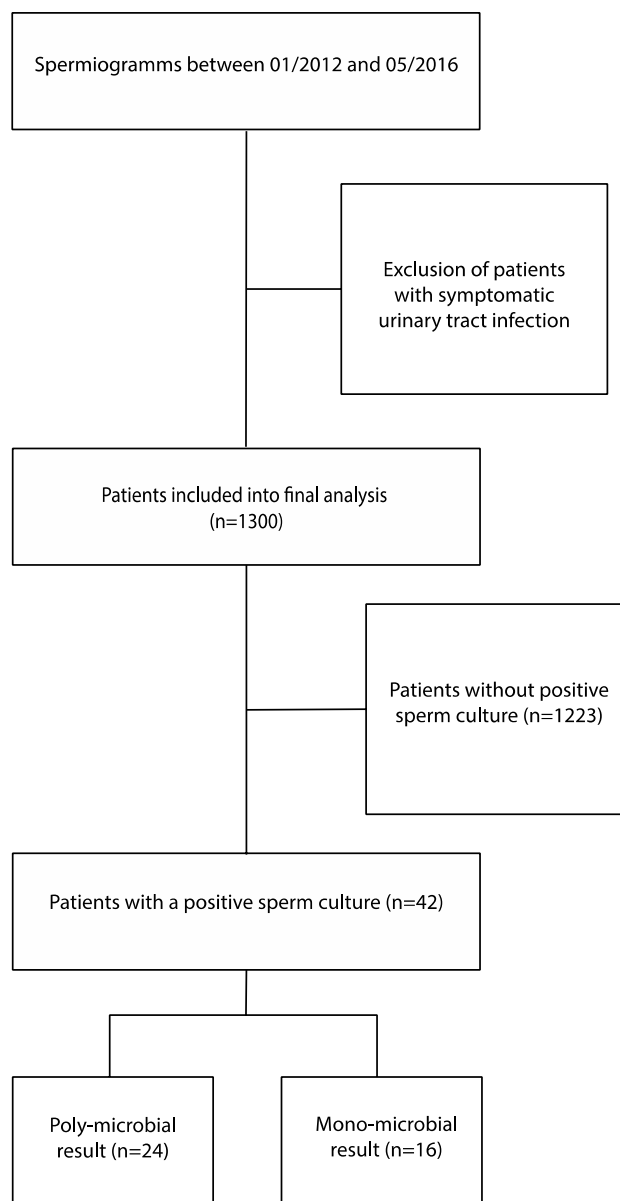 Spermiogramms between 01/2012 and 05/2016
Exclusion of patients
with symptomatic
urinary tract infection
Patients included into final analysis
(n=1300)
Patients without positive
sperm culture (n=1223)
Patients with a positive sperm culture (n=42)
Poly-microbial
result (n=24)
Mono-microbial
result (n=16)